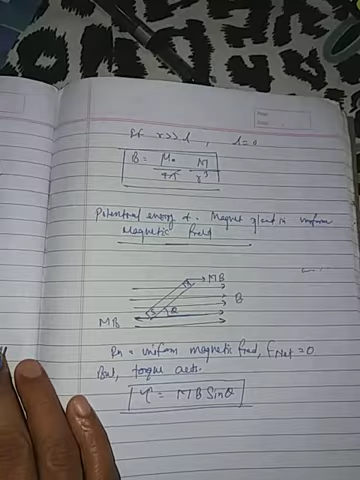 If r>>l , l=0
B = μ₀/4π M/r³
Potential energy of a Magnet placed in uniform
Magnetic field
MB
B
θ
MB
In a uniform magnetic field, FNet = 0
But, torque acts.
τ = MB Sinθ